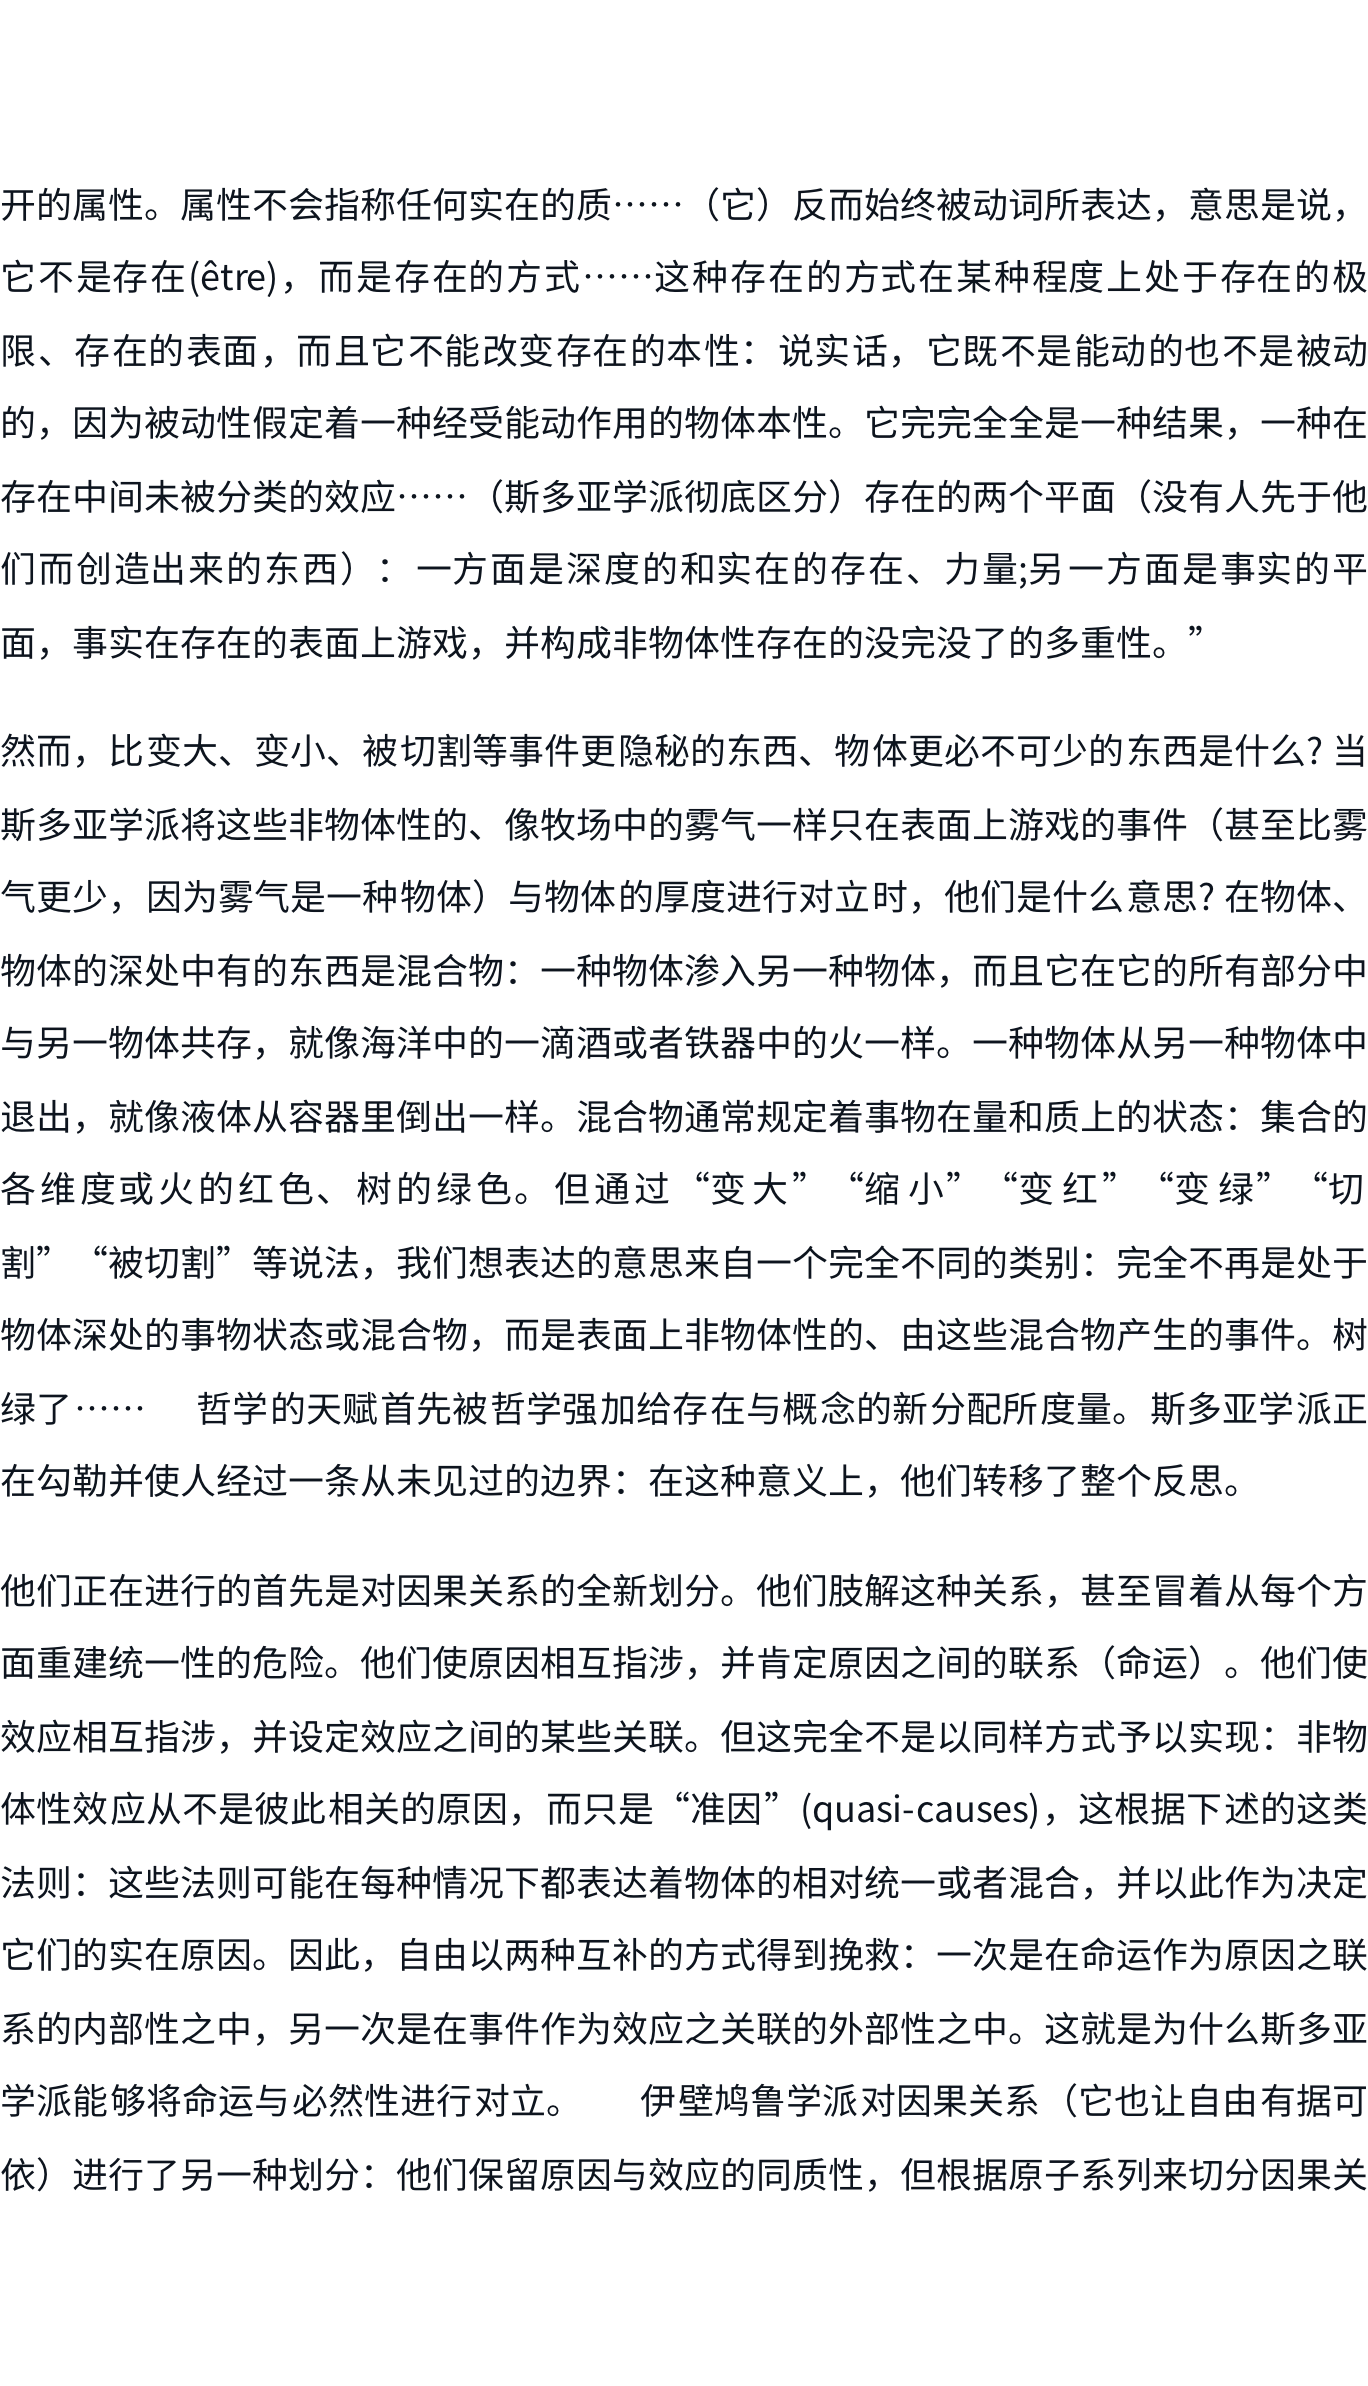 开的属性。属性不会指称任何实在的质……（它）反而始终被动词所表达，意思是说，
它不是存在(être)，而是存在的方式……这种存在的方式在某种程度上处于存在的极
限、存在的表面，而且它不能改变存在的本性：说实话，它既不是能动的也不是被动
的，因为被动性假定着一种经受能动作用的物体本性。它完完全全是一种结果，一种在
存在中间未被分类的效应……（斯多亚学派彻底区分）存在的两个平面（没有人先于他
们而创造出来的东西）：一方面是深度的和实在的存在、力量;另一方面是事实的平
面，事实在存在的表面上游戏，并构成非物体性存在的没完没了的多重性。”
然而，比变大、变小、被切割等事件更隐秘的东西、物体更必不可少的东西是什么? 当
斯多亚学派将这些非物体性的、像牧场中的雾气一样只在表面上游戏的事件（甚至比雾
气更少，因为雾气是一种物体）与物体的厚度进行对立时，他们是什么意思? 在物体、
物体的深处中有的东西是混合物：一种物体渗入另一种物体，而且它在它的所有部分中
与另一物体共存，就像海洋中的一滴酒或者铁器中的火一样。一种物体从另一种物体中
退出，就像液体从容器里倒出一样。混合物通常规定着事物在量和质上的状态：集合的
各维度或火的红色、树的绿色。但通过“变大”“缩小”“变红”“变绿”“切
割”“被切割”等说法，我们想表达的意思来自一个完全不同的类别：完全不再是处于
物体深处的事物状态或混合物，而是表面上非物体性的、由这些混合物产生的事件。树
绿了…… 哲学的天赋首先被哲学强加给存在与概念的新分配所度量。斯多亚学派正
在勾勒并使人经过一条从未见过的边界：在这种意义上，他们转移了整个反思。
他们正在进行的首先是对因果关系的全新划分。他们肢解这种关系，甚至冒着从每个方
面重建统一性的危险。他们使原因相互指涉，并肯定原因之间的联系（命运）。他们使
效应相互指涉，并设定效应之间的某些关联。但这完全不是以同样方式予以实现：非物
体性效应从不是彼此相关的原因，而只是“准因”(quasi-causes)，这根据下述的这类
法则：这些法则可能在每种情况下都表达着物体的相对统一或者混合，并以此作为决定
它们的实在原因。因此，自由以两种互补的方式得到挽救：一次是在命运作为原因之联
系的内部性之中，另一次是在事件作为效应之关联的外部性之中。这就是为什么斯多亚
学派能够将命运与必然性进行对立。 伊壁鸠鲁学派对因果关系（它也让自由有据可
依）进行了另一种划分：他们保留原因与效应的同质性，但根据原子系列来切分因果关